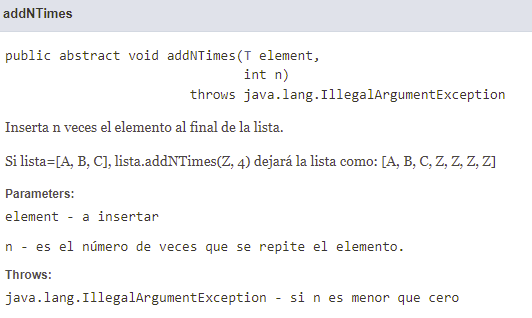 addNTimes
public abstract void addNTimes(T element,
int n)
throws java.lang.IllegalArgumentException
Inserta n veces el elemento al final de la lista.
Si lista=[A, B, C], lista.addNTimes(Z, 4) dejará la lista como: [A, B, C, Z, Z, Z, Z]
Parameters:
element - a insertar
n - es el número de veces que se repite el elemento.
Throws:
java.lang.IllegalArgumentException - si n es menor que cero